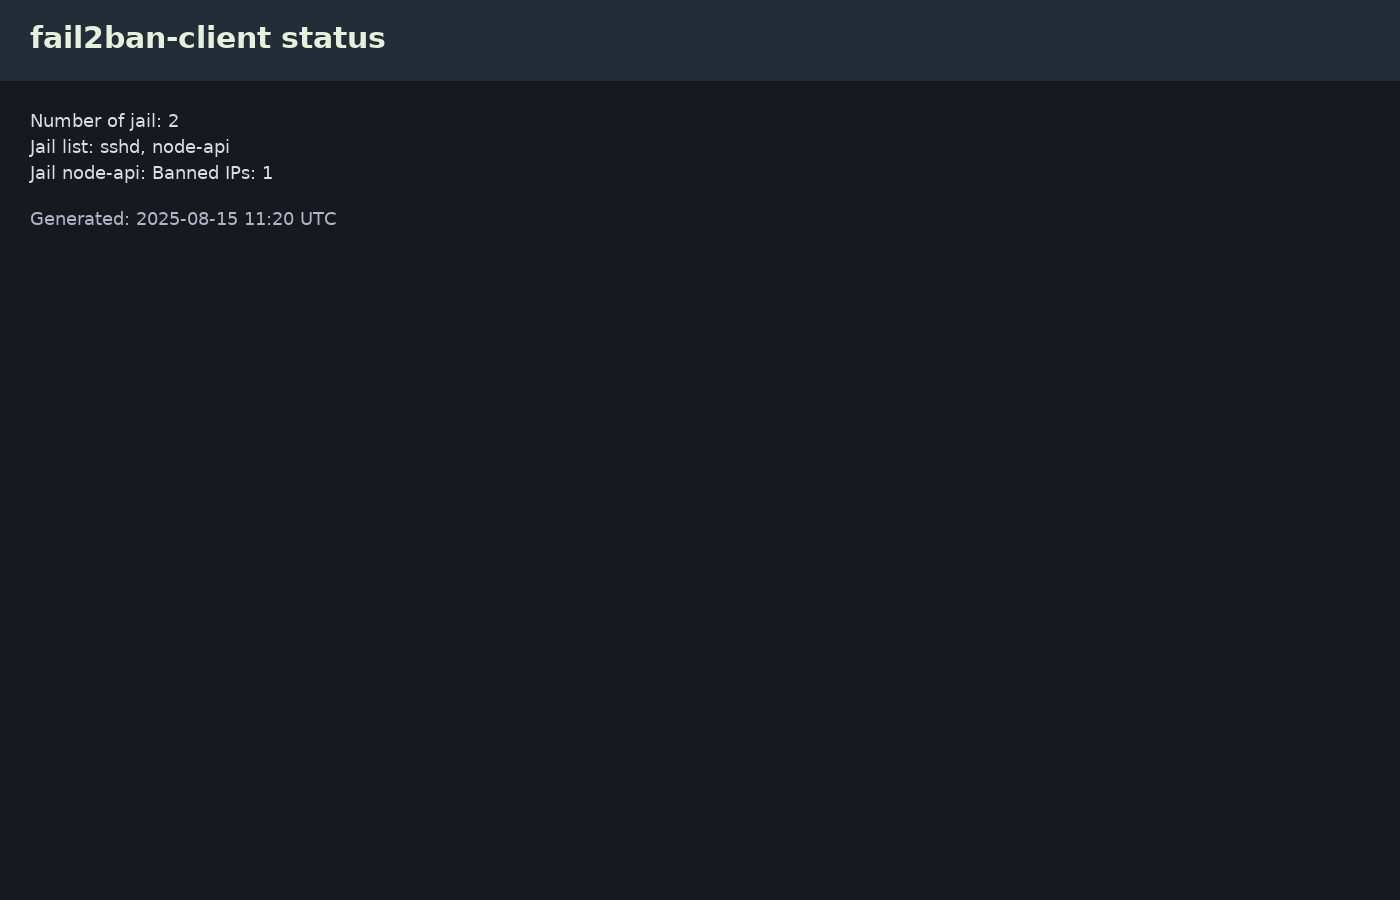 fail2ban-client status
Number of jail: 2
Jail list: sshd, node-api
Jail node-api: Banned IPs: 1
Generated: 2025-08-15 11:20 UTC